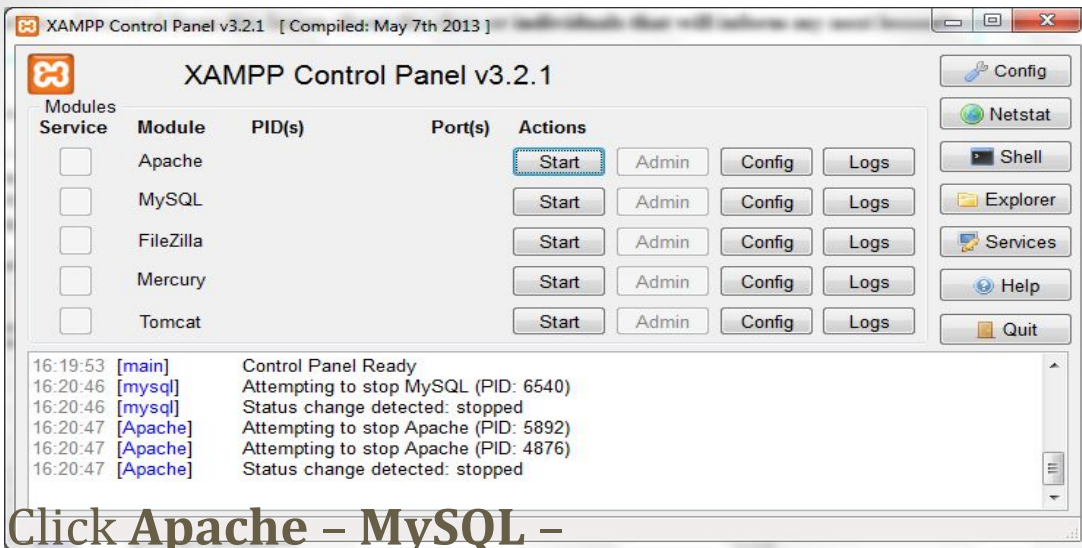 XAMPP Control Panel v3.2.1 [ Compiled: May 7th 2013 ]
XAMPP Control Panel v3.2.1
Config
Modules
Netstat
Service Module PID(s) Port(s) Actions
Apache Start Admin Config Logs
Shell
MySQL Start Admin Config Logs
Explorer
FileZilla Start Admin Config Logs
Services
Mercury Start Admin Config Logs
Help
Tomcat Start Admin Config Logs
Quit
16:19:53 [main] Control Panel Ready
16:20:46 [mysql] Attempting to stop MySQL (PID: 6540)
16:20:46 [mysql] Status change detected: stopped
16:20:47 [Apache] Attempting to stop Apache (PID: 5892)
16:20:47 [Apache] Attempting to stop Apache (PID: 4876)
16:20:47 [Apache] Status change detected: stopped
Click Apache – MySQL –